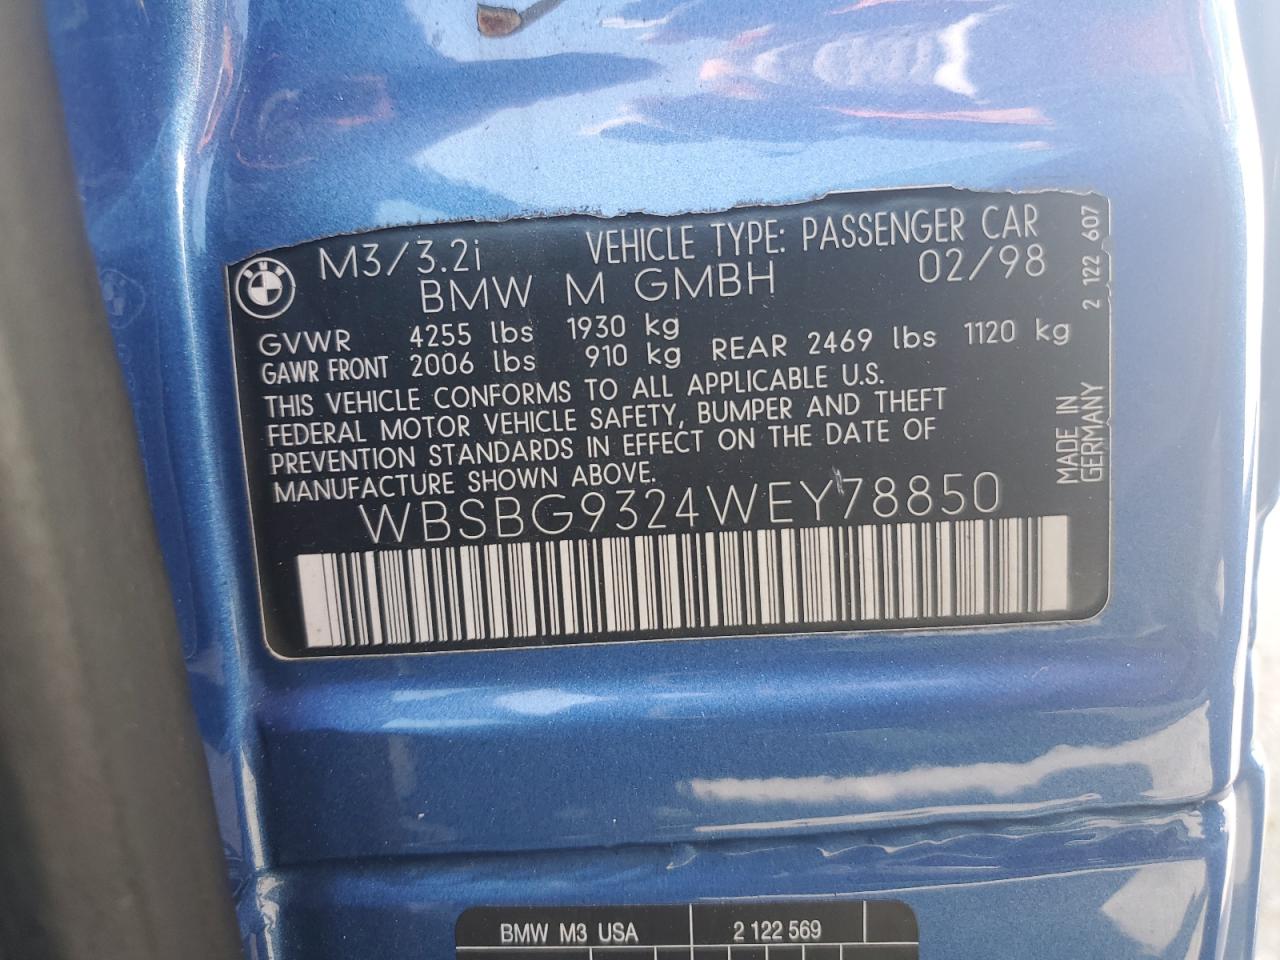 BMW
M3/3.2i VEHICLE TYPE: PASSENGER CAR
BMW M GMBH 02/98
GVWR 4255 lbs 1930 kg
GAWR FRONT 2006 lbs 910 kg REAR 2469 lbs 1120 kg
THIS VEHICLE CONFORMS TO ALL APPLICABLE U.S.
FEDERAL MOTOR VEHICLE SAFETY, BUMPER AND THEFT
PREVENTION STANDARDS IN EFFECT ON THE DATE OF
MANUFACTURE SHOWN ABOVE.
WBSBG9324WEY78850
2 122 607
MADE IN
GERMANY
BMW M3 USA 2 122 569